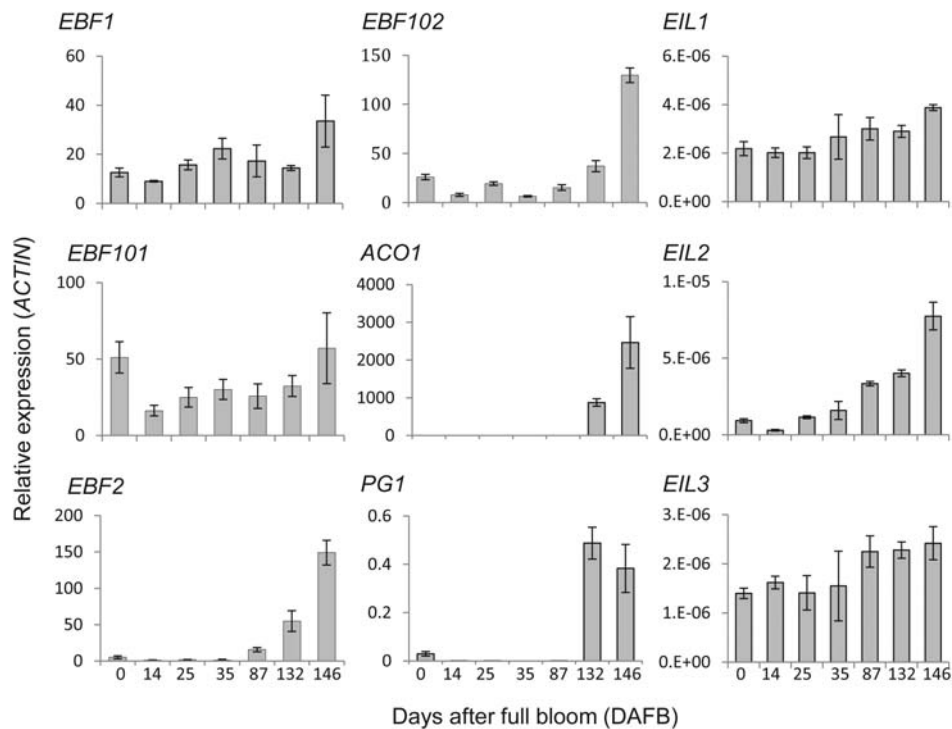 EBF1 EBF102 EIL1
60 150 6.E-06
40 100 4.E-06
20 50 2.E-06
0 0 0.E+00
EBF101 ACO1 EIL2
100 4000 1.E-05
3000
50 2000 5.E-06
1000
0 0 0.E+00
EBF2 PG1 EIL3
200 0.6 3.E-06
150 0.4 2.E-06
100
50 0.2 1.E-06
0 0 0.E+00
0 14 25 35 87 132 146 0 14 25 35 87 132 146 0 14 25 35 87 132 146
Relative expression (ACTIN)
Days after full bloom (DAFB)